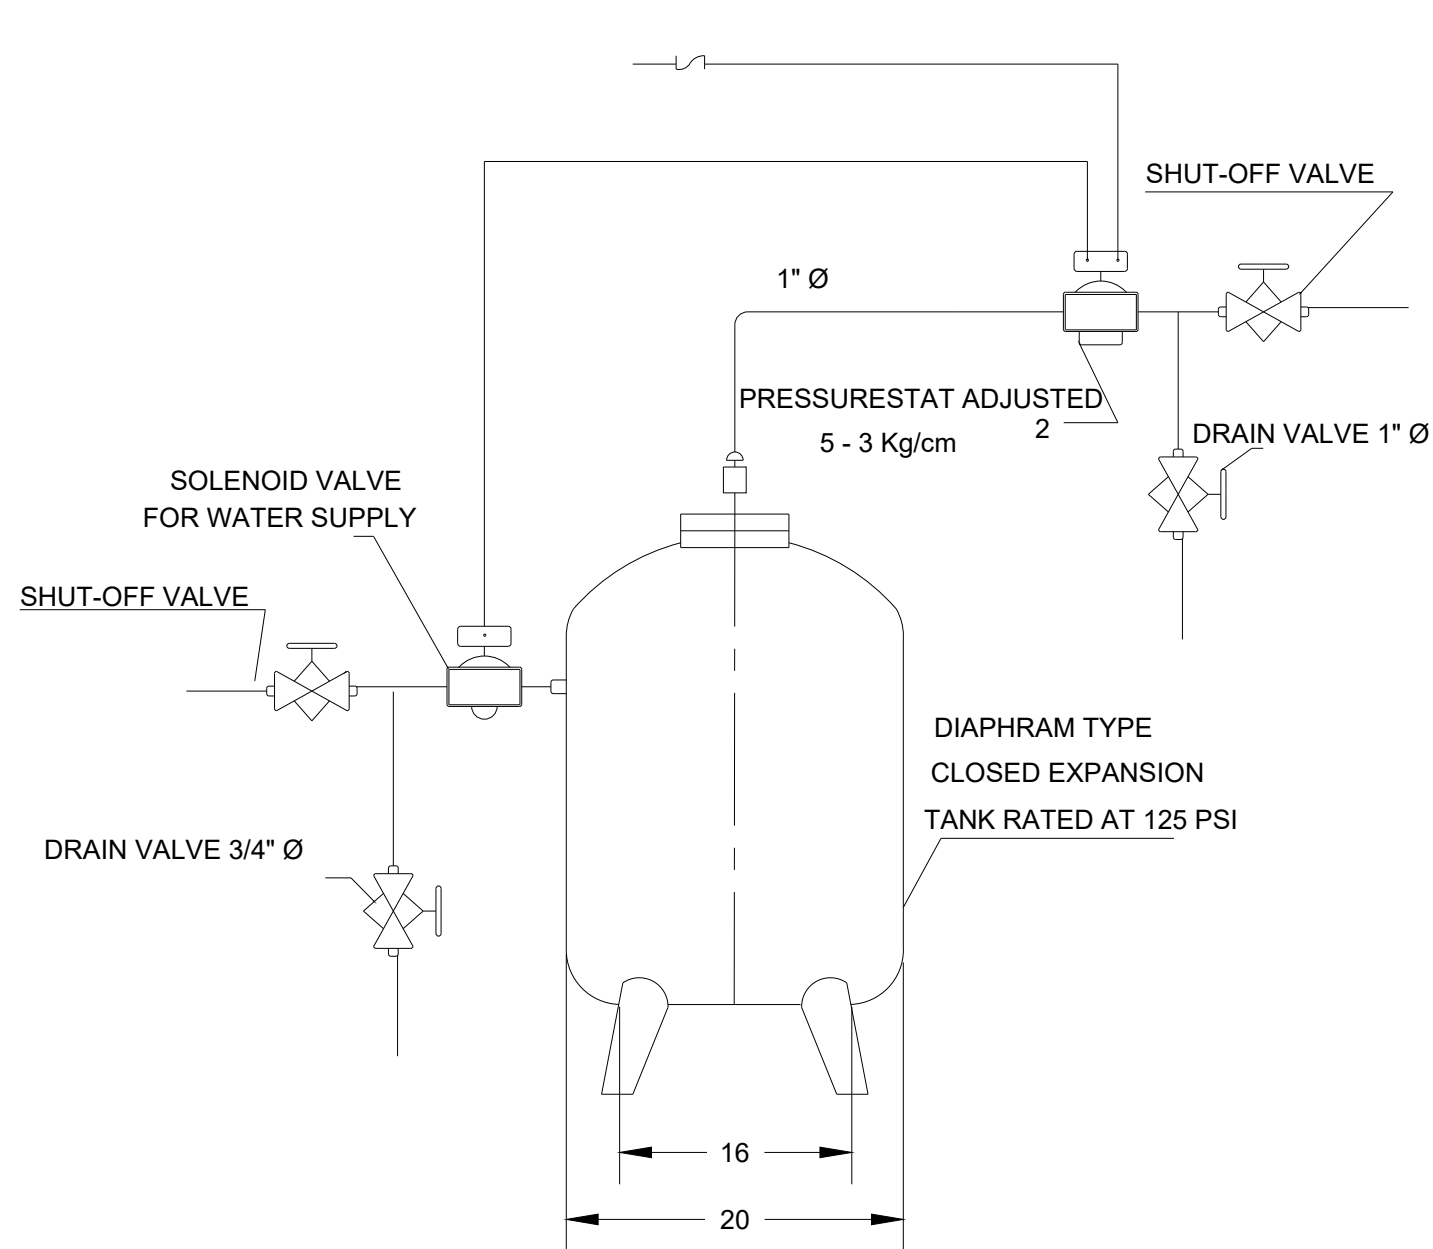 SHUT-OFF VALVE
1" Ø
PRESSURESTAT ADJUSTED
2
5 - 3 Kg/cm
DRAIN VALVE 1" Ø
SOLENOID VALVE
FOR WATER SUPPLY
SHUT-OFF VALVE
DIAPHRAM TYPE
CLOSED EXPANSION
TANK RATED AT 125 PSI
DRAIN VALVE 3/4" Ø
16
20